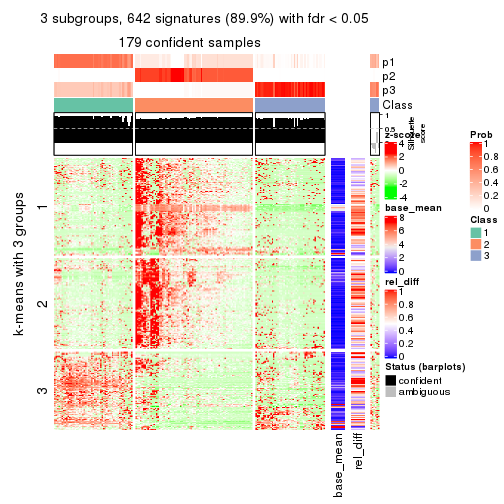 3 subgroups, 642 signatures (89.9%) with fdr < 0.05
179 confident samples
p1
p2
p3
Class
1
0.5
0
Silhouette
score
k-means with 3 groups
1
2
3
base_mean
rel_diff
z-score
4
2
0
-2
-4
base_mean
8
6
4
2
0
rel_diff
1
0.8
0.6
0.4
0.2
0
Status (barplots)
confident
ambiguous
Prob
1
0.8
0.6
0.4
0.2
0
Class
1
2
3